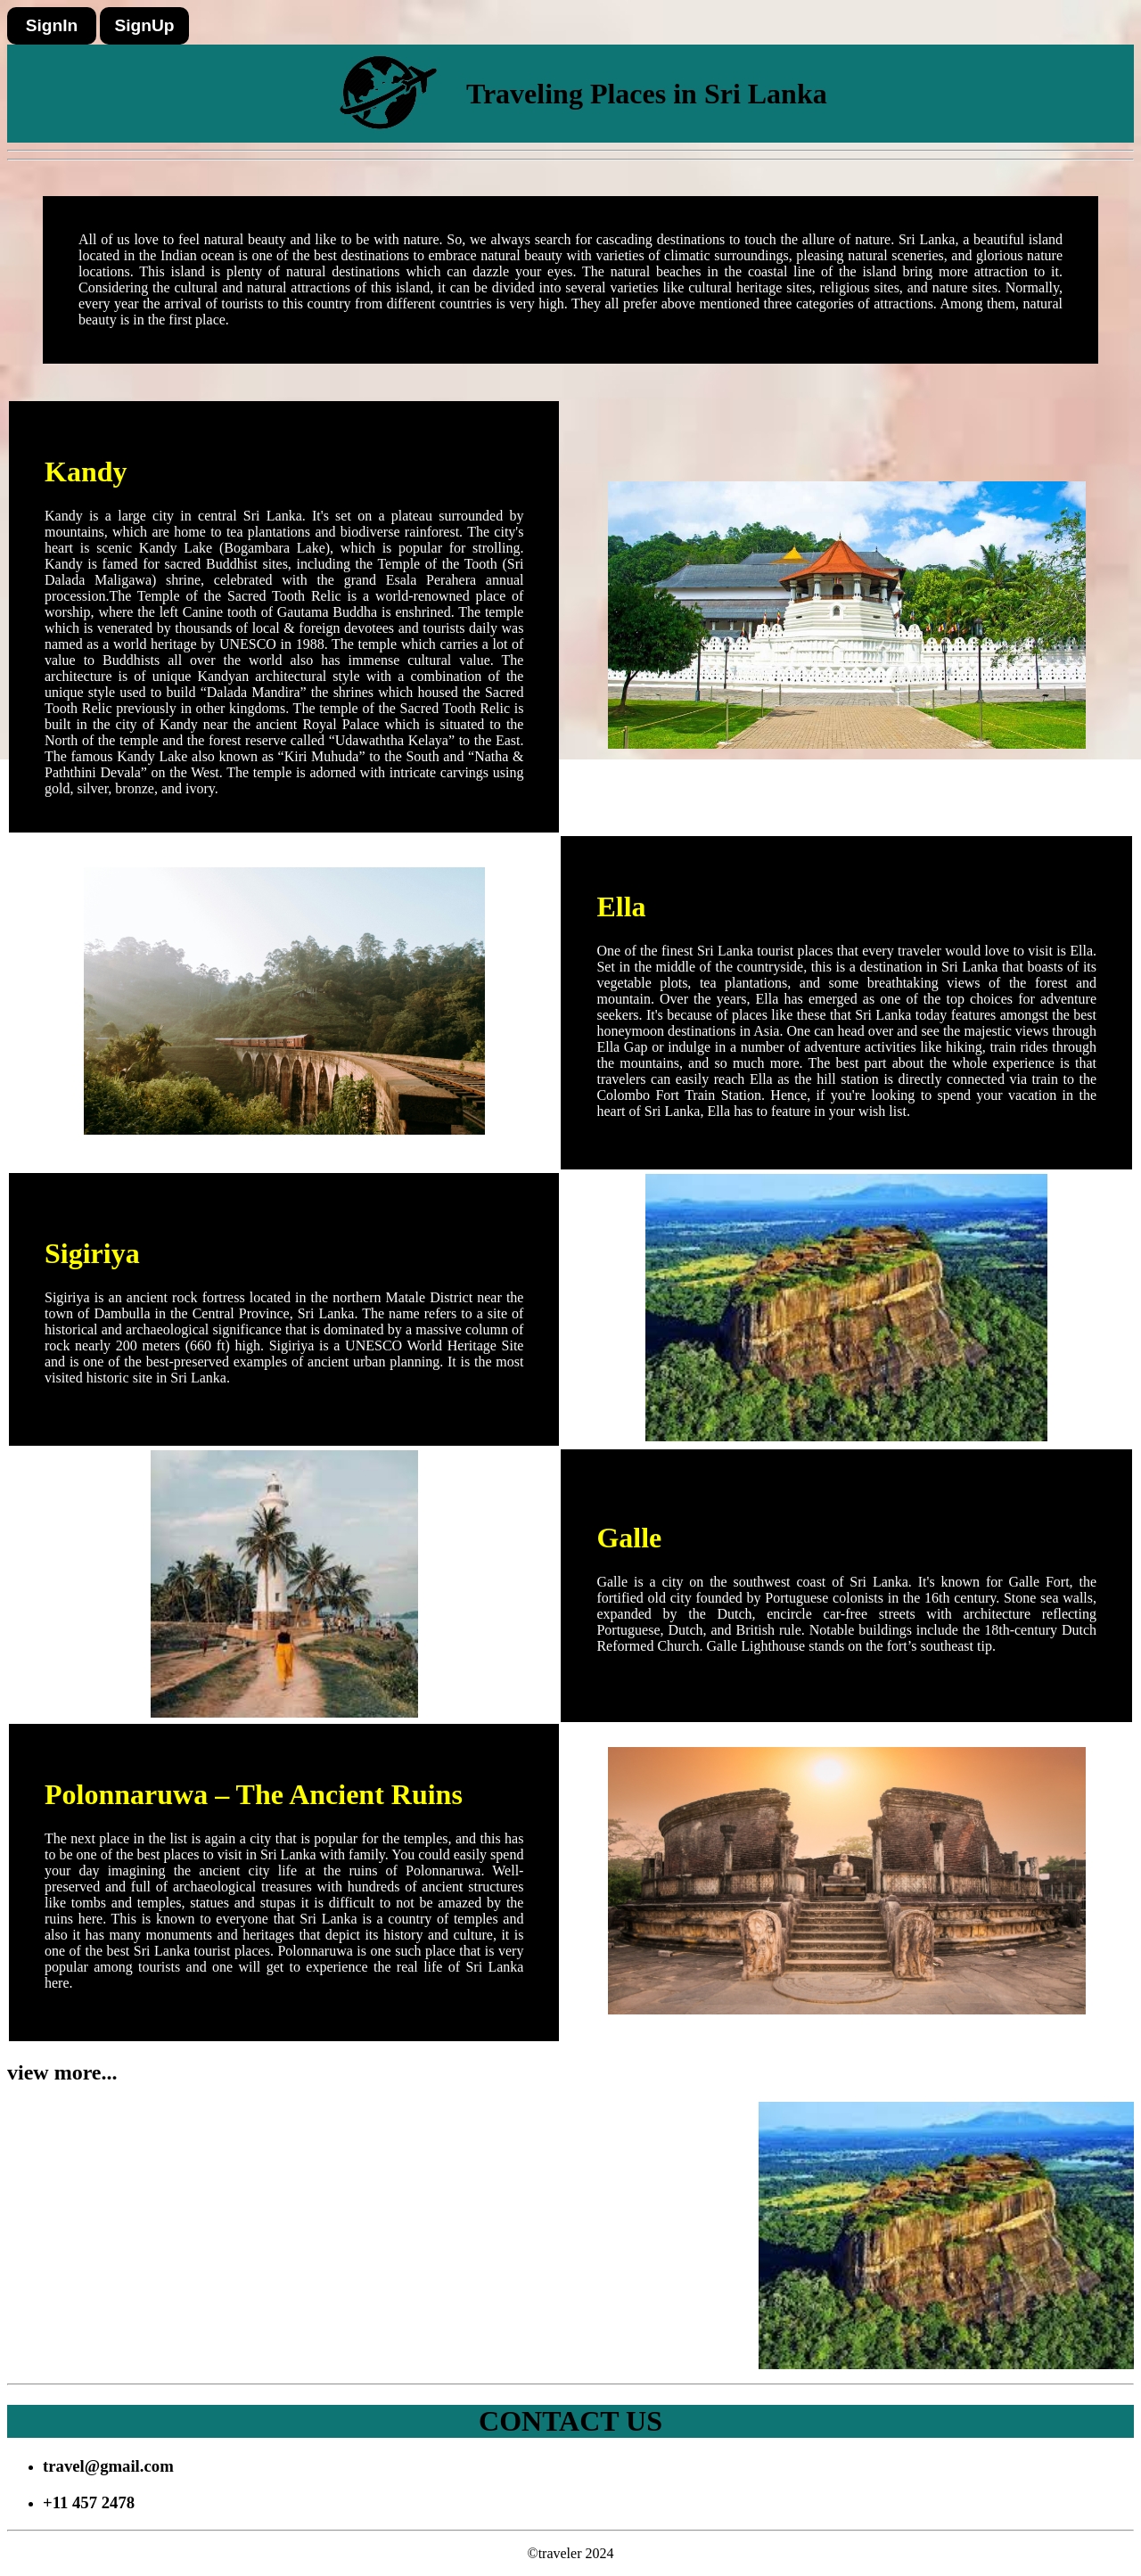 SignIn SignUp
Traveling Places in Sri Lanka
All of us love to feel natural beauty and like to be with nature. So, we always search for cascading destinations to touch the allure of nature. Sri Lanka, a beautiful island
located in the Indian ocean is one of the best destinations to embrace natural beauty with varieties of climatic surroundings, pleasing natural sceneries, and glorious nature
locations. This island is plenty of natural destinations which can dazzle your eyes. The natural beaches in the coastal line of the island bring more attraction to it.
Considering the cultural and natural attractions of this island, it can be divided into several varieties like cultural heritage sites, religious sites, and nature sites. Normally,
every year the arrival of tourists to this country from different countries is very high. They all prefer above mentioned three categories of attractions. Among them, natural
beauty is in the first place.
Kandy
Kandy is a large city in central Sri Lanka. It's set on a plateau surrounded by
mountains, which are home to tea plantations and biodiverse rainforest. The city's
heart is scenic Kandy Lake (Bogambara Lake), which is popular for strolling.
Kandy is famed for sacred Buddhist sites, including the Temple of the Tooth (Sri
Dalada Maligawa) shrine, celebrated with the grand Esala Perahera annual
procession.The Temple of the Sacred Tooth Relic is a world-renowned place of
worship, where the left Canine tooth of Gautama Buddha is enshrined. The temple
which is venerated by thousands of local & foreign devotees and tourists daily was
named as a world heritage by UNESCO in 1988. The temple which carries a lot of
value to Buddhists all over the world also has immense cultural value. The
architecture is of unique Kandyan architectural style with a combination of the
unique style used to build “Dalada Mandira” the shrines which housed the Sacred
Tooth Relic previously in other kingdoms. The temple of the Sacred Tooth Relic is
built in the city of Kandy near the ancient Royal Palace which is situated to the
North of the temple and the forest reserve called “Udawaththa Kelaya” to the East.
The famous Kandy Lake also known as “Kiri Muhuda” to the South and “Natha &
Paththini Devala” on the West. The temple is adorned with intricate carvings using
gold, silver, bronze, and ivory.
Ella
One of the finest Sri Lanka tourist places that every traveler would love to visit is Ella.
Set in the middle of the countryside, this is a destination in Sri Lanka that boasts of its
vegetable plots, tea plantations, and some breathtaking views of the forest and
mountain. Over the years, Ella has emerged as one of the top choices for adventure
seekers. It's because of places like these that Sri Lanka today features amongst the best
honeymoon destinations in Asia. One can head over and see the majestic views through
Ella Gap or indulge in a number of adventure activities like hiking, train rides through
the mountains, and so much more. The best part about the whole experience is that
travelers can easily reach Ella as the hill station is directly connected via train to the
Colombo Fort Train Station. Hence, if you're looking to spend your vacation in the
heart of Sri Lanka, Ella has to feature in your wish list.
Sigiriya
Sigiriya is an ancient rock fortress located in the northern Matale District near the
town of Dambulla in the Central Province, Sri Lanka. The name refers to a site of
historical and archaeological significance that is dominated by a massive column of
rock nearly 200 meters (660 ft) high. Sigiriya is a UNESCO World Heritage Site
and is one of the best-preserved examples of ancient urban planning. It is the most
visited historic site in Sri Lanka.
Galle
Galle is a city on the southwest coast of Sri Lanka. It's known for Galle Fort, the
fortified old city founded by Portuguese colonists in the 16th century. Stone sea walls,
expanded by the Dutch, encircle car-free streets with architecture reflecting
Portuguese, Dutch, and British rule. Notable buildings include the 18th-century Dutch
Reformed Church. Galle Lighthouse stands on the fort’s southeast tip.
Polonnaruwa – The Ancient Ruins
The next place in the list is again a city that is popular for the temples, and this has
to be one of the best places to visit in Sri Lanka with family. You could easily spend
your day imagining the ancient city life at the ruins of Polonnaruwa. Well-
preserved and full of archaeological treasures with hundreds of ancient structures
like tombs and temples, statues and stupas it is difficult to not be amazed by the
ruins here. This is known to everyone that Sri Lanka is a country of temples and
also it has many monuments and heritages that depict its history and culture, it is
one of the best Sri Lanka tourist places. Polonnaruwa is one such place that is very
popular among tourists and one will get to experience the real life of Sri Lanka
here.
view more...
CONTACT US
• travel@gmail.com
• +11 457 2478
©traveler 2024